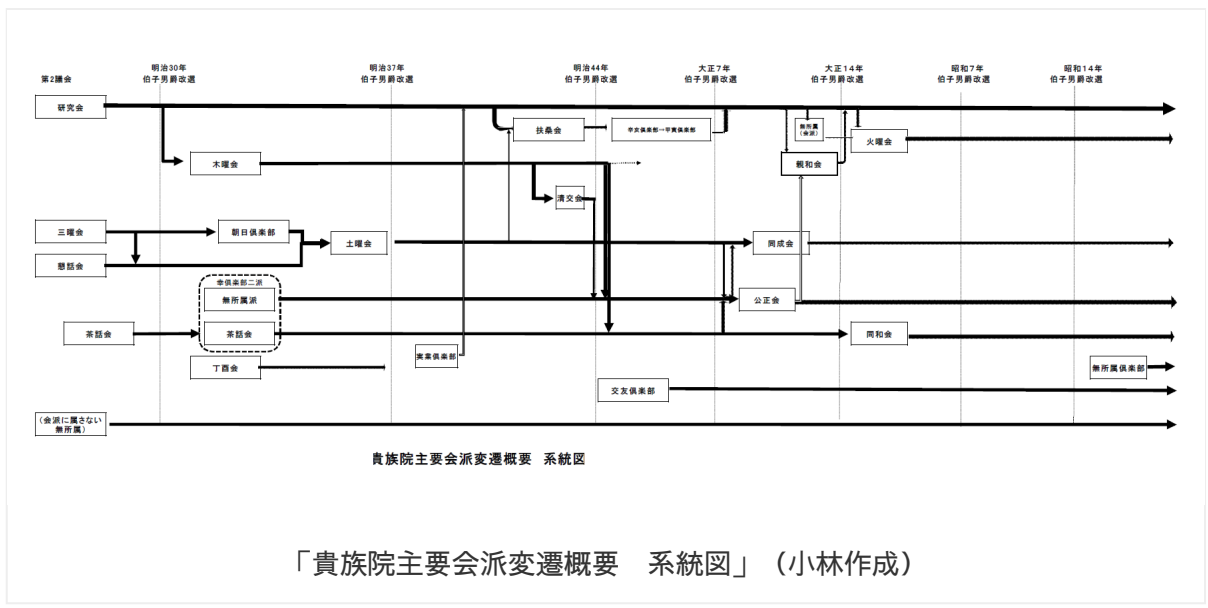 第2議会
明治30年
伯子男爵改選
明治37年
伯子男爵改選
明治44年
伯子男爵改選
大正7年
伯子男爵改選
大正14年
伯子男爵改選
昭和7年
伯子男爵改選
昭和14年
伯子男爵改選
研究会
扶桑会
辛亥倶楽部→辛寅倶楽部
無所属
(会派)
火曜会
木曜会
親和会
清交会
三曜会
朝日倶楽部
土曜会
同成会
懇話会
幸倶楽部二派
無所属派
公正会
茶話会
茶話会
同和会
丁酉会
実業倶楽部
無所属倶楽部
交友倶楽部
(会派に属さない
無所属)
貴族院主要会派変遷概要 系統図
「貴族院主要会派変遷概要 系統図」(小林作成)